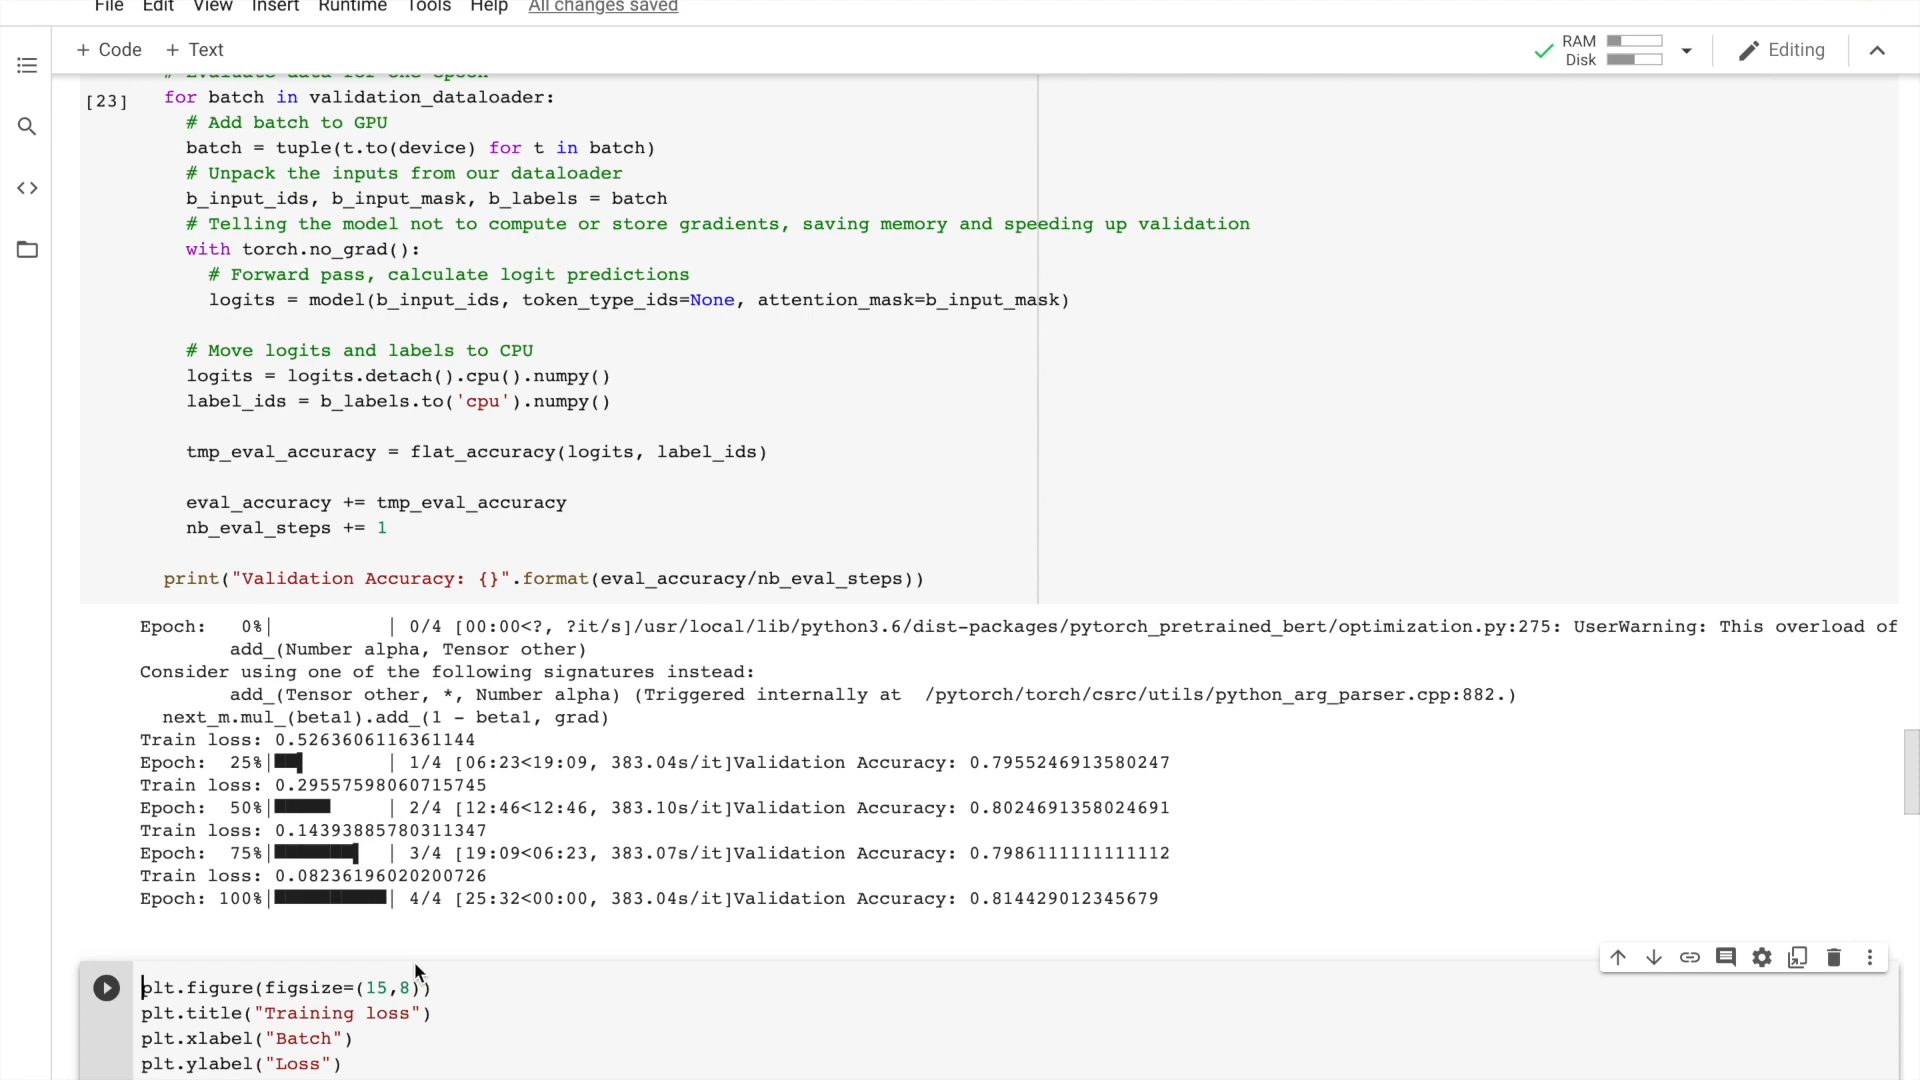 File Edit View Insert Runtime Tools Help All changes saved
+ Code + Text RAM Disk Editing
# Evaluate data for one epoch
[23] for batch in validation_dataloader:
# Add batch to GPU
batch = tuple(t.to(device) for t in batch)
# Unpack the inputs from our dataloader
b_input_ids, b_input_mask, b_labels = batch
# Telling the model not to compute or store gradients, saving memory and speeding up validation
with torch.no_grad():
# Forward pass, calculate logit predictions
logits = model(b_input_ids, token_type_ids=None, attention_mask=b_input_mask)
# Move logits and labels to CPU
logits = logits.detach().cpu().numpy()
label_ids = b_labels.to('cpu').numpy()
tmp_eval_accuracy = flat_accuracy(logits, label_ids)
eval_accuracy += tmp_eval_accuracy
nb_eval_steps += 1
print("Validation Accuracy: {}".format(eval_accuracy/nb_eval_steps))
Epoch: 0%| | 0/4 [00:00<?, ?it/s]/usr/local/lib/python3.6/dist-packages/pytorch_pretrained_bert/optimization.py:275: UserWarning: This overload of
add_(Number alpha, Tensor other)
Consider using one of the following signatures instead:
add_(Tensor other, *, Number alpha) (Triggered internally at /pytorch/torch/csrc/utils/python_arg_parser.cpp:882.)
next_m.mul_(beta1).add_(1 - beta1, grad)
Train loss: 0.5263606116361144
Epoch: 25%|██▌ | 1/4 [06:23<19:09, 383.04s/it]Validation Accuracy: 0.7955246913580247
Train loss: 0.29557598060715745
Epoch: 50%|█████ | 2/4 [12:46<12:46, 383.10s/it]Validation Accuracy: 0.8024691358024691
Train loss: 0.14393885780311347
Epoch: 75%|███████▌ | 3/4 [19:09<06:23, 383.07s/it]Validation Accuracy: 0.7986111111111112
Train loss: 0.08236196020200726
Epoch: 100%|██████████| 4/4 [25:32<00:00, 383.04s/it]Validation Accuracy: 0.814429012345679
plt.figure(figsize=(15,8))
plt.title("Training loss")
plt.xlabel("Batch")
plt.ylabel("Loss")